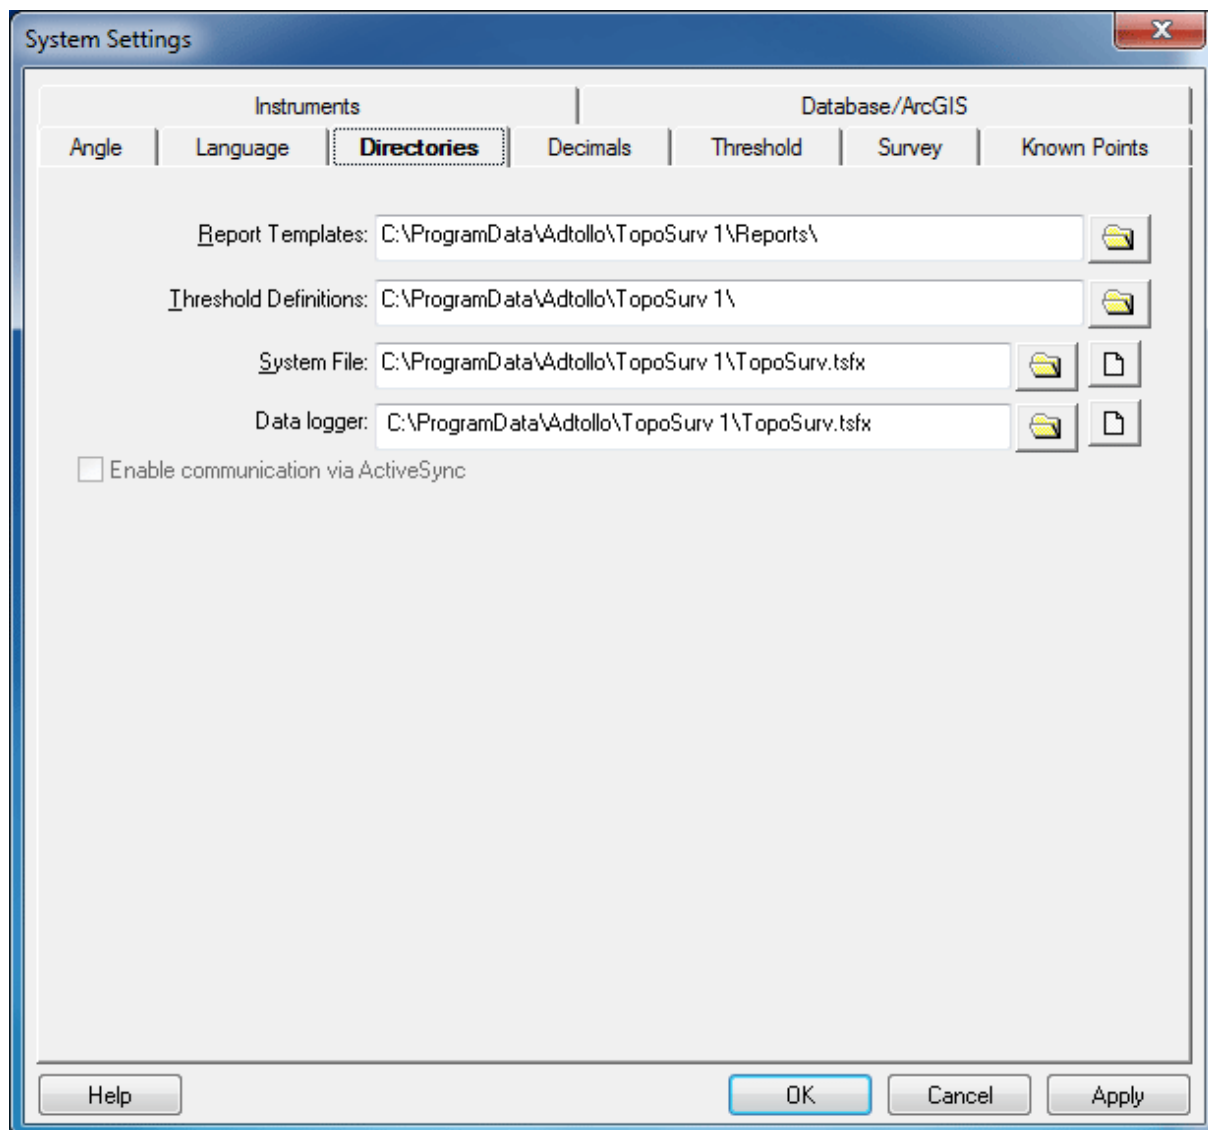 System Settings
Instruments Database/ArcGIS
Angle Language Directories Decimals Threshold Survey Known Points
Report Templates: C:\ProgramData\Adtollo\TopoSurv 1\Reports\
Threshold Definitions: C:\ProgramData\Adtollo\TopoSurv 1\
System File: C:\ProgramData\Adtollo\TopoSurv 1\TopoSurv.tsfx
Data logger: C:\ProgramData\Adtollo\TopoSurv 1\TopoSurv.tsfx
Enable communication via ActiveSync
Help OK Cancel Apply